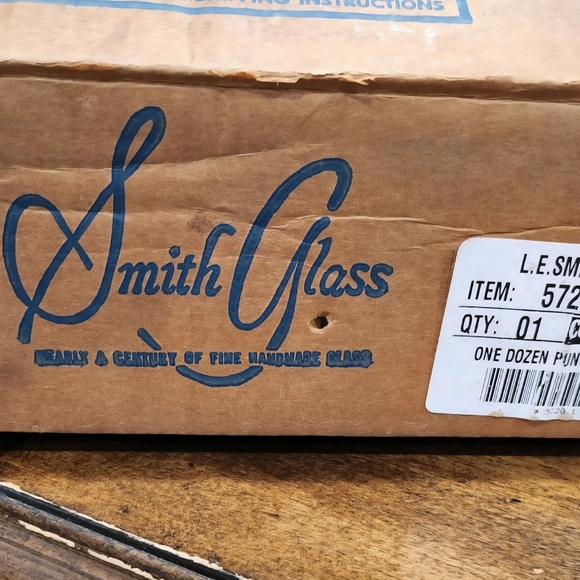 INSTRUCTIONS
Smith Glass
NEARLY A CENTURY OF FINE HANDMADE GLASS
L.E.SM
ITEM: 572
QTY: 01
ONE DOZEN PUN